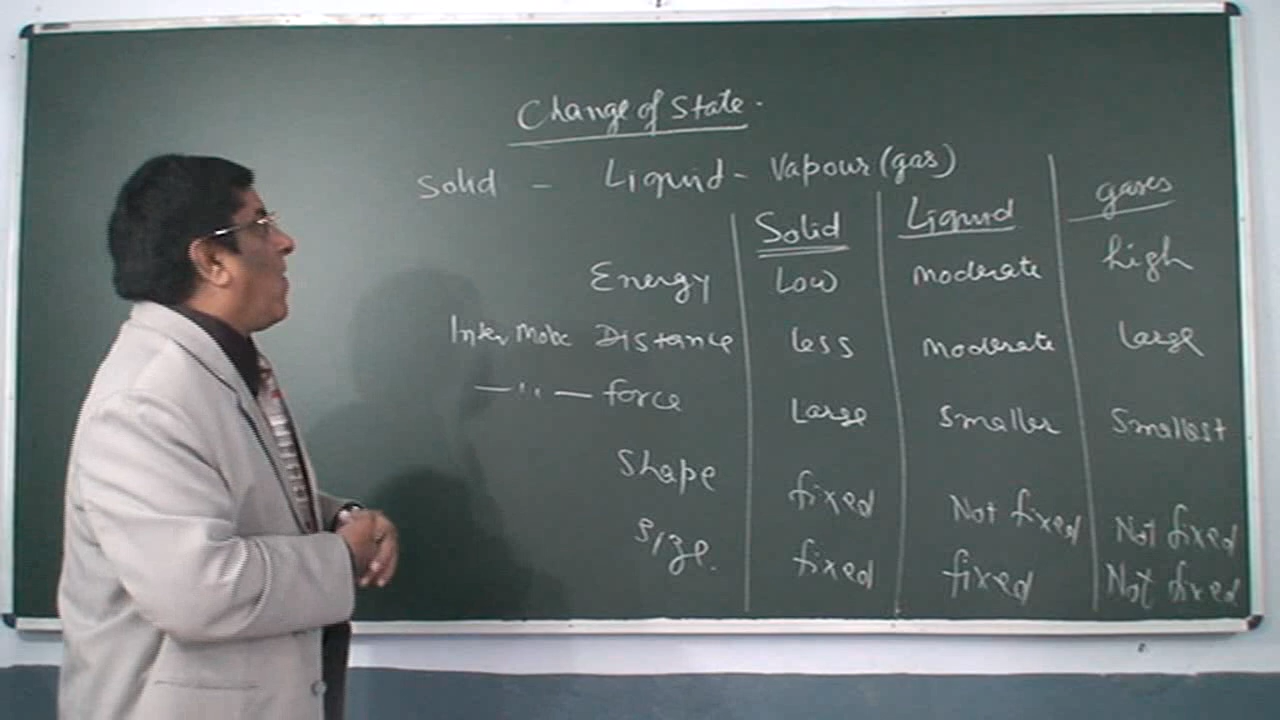 Change of State.
Solid - Liquid - Vapour (gas)
Solid Liquid gases
Energy Low Moderate high
Inter Mole Distance less Moderate Large
—〃— force Large Smaller Smallest
Shape fixed Not fixed Not fixed
Size. fixed fixed Not fixed